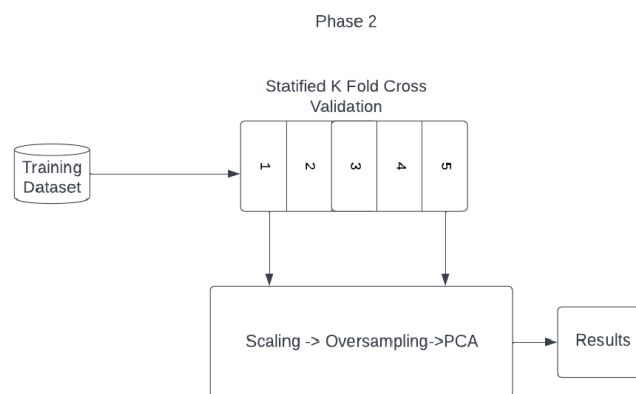 Phase 2
Statified K Fold Cross
Validation
Training
Dataset
1
2
3
4
5
Scaling -> Oversampling->PCA
Results